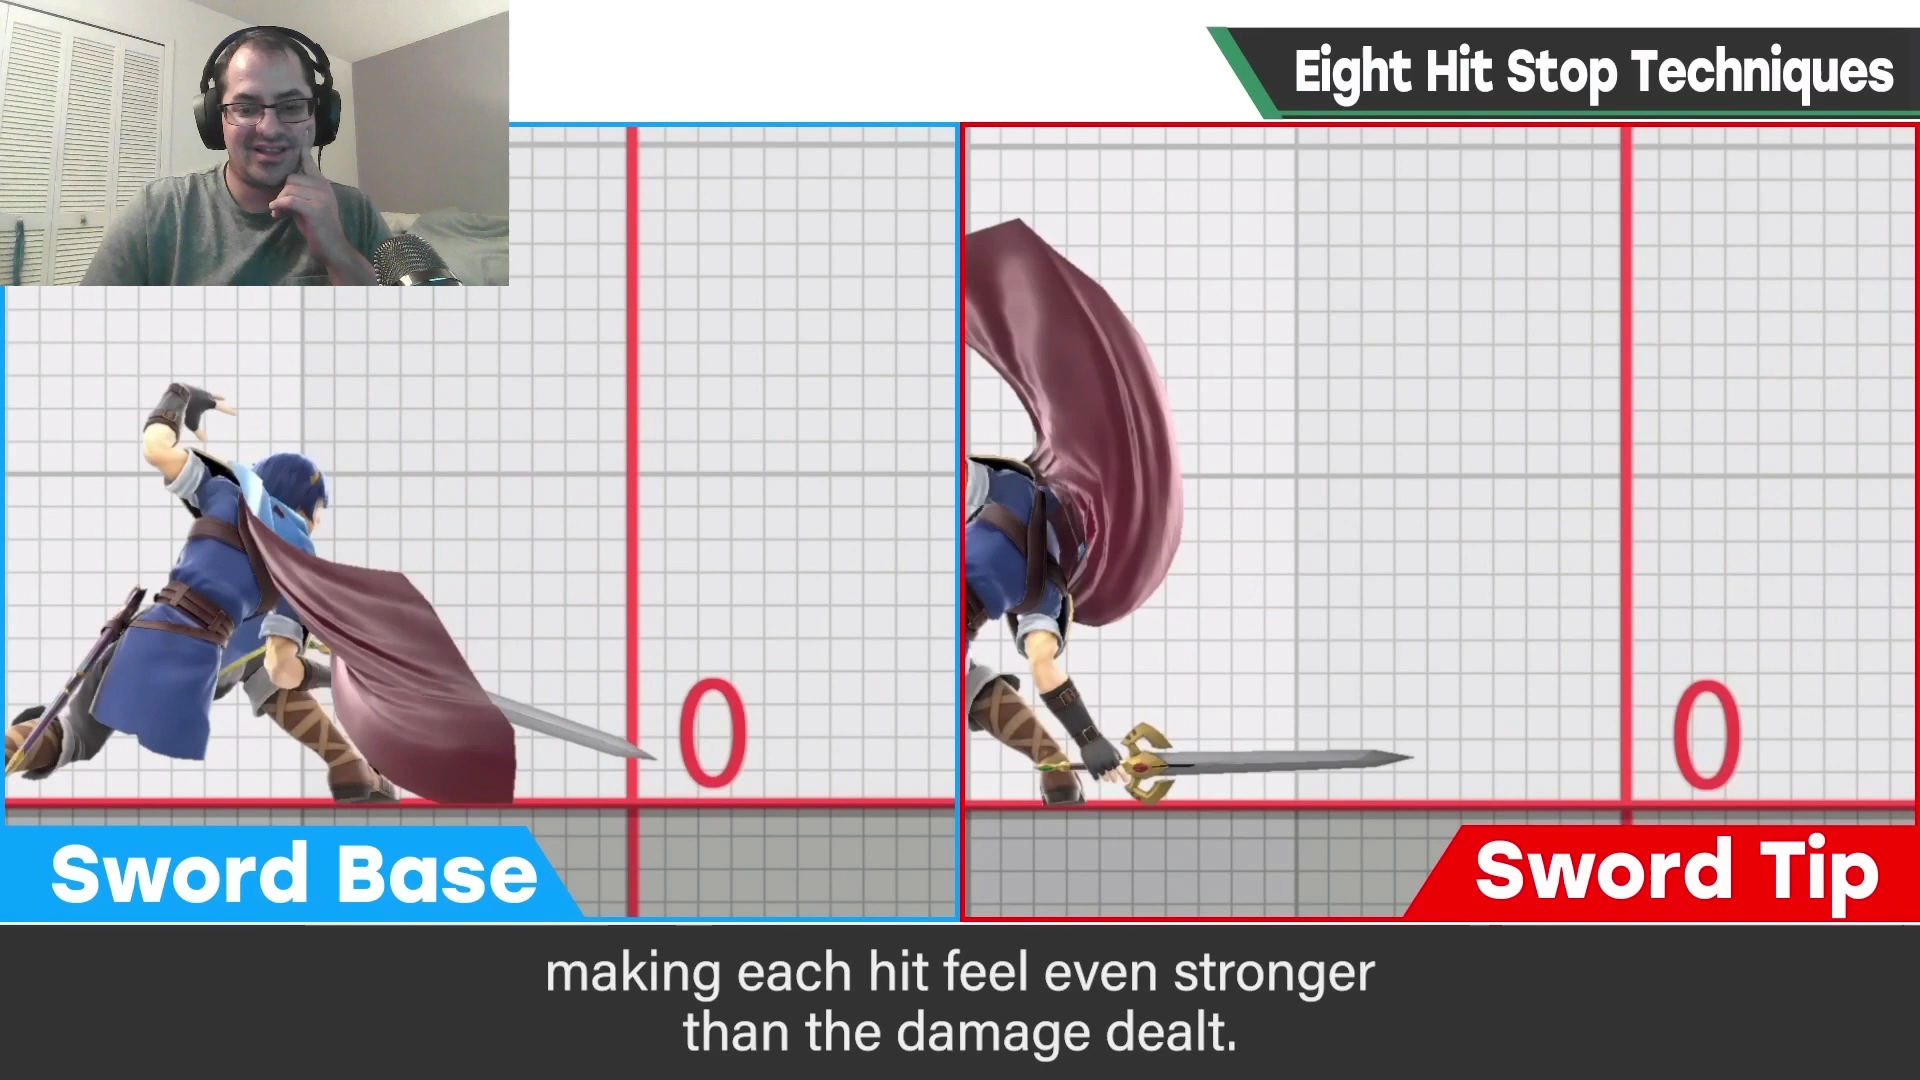 Eight Hit Stop Techniques
0
0
Sword Base
Sword Tip
making each hit feel even stronger
than the damage dealt.